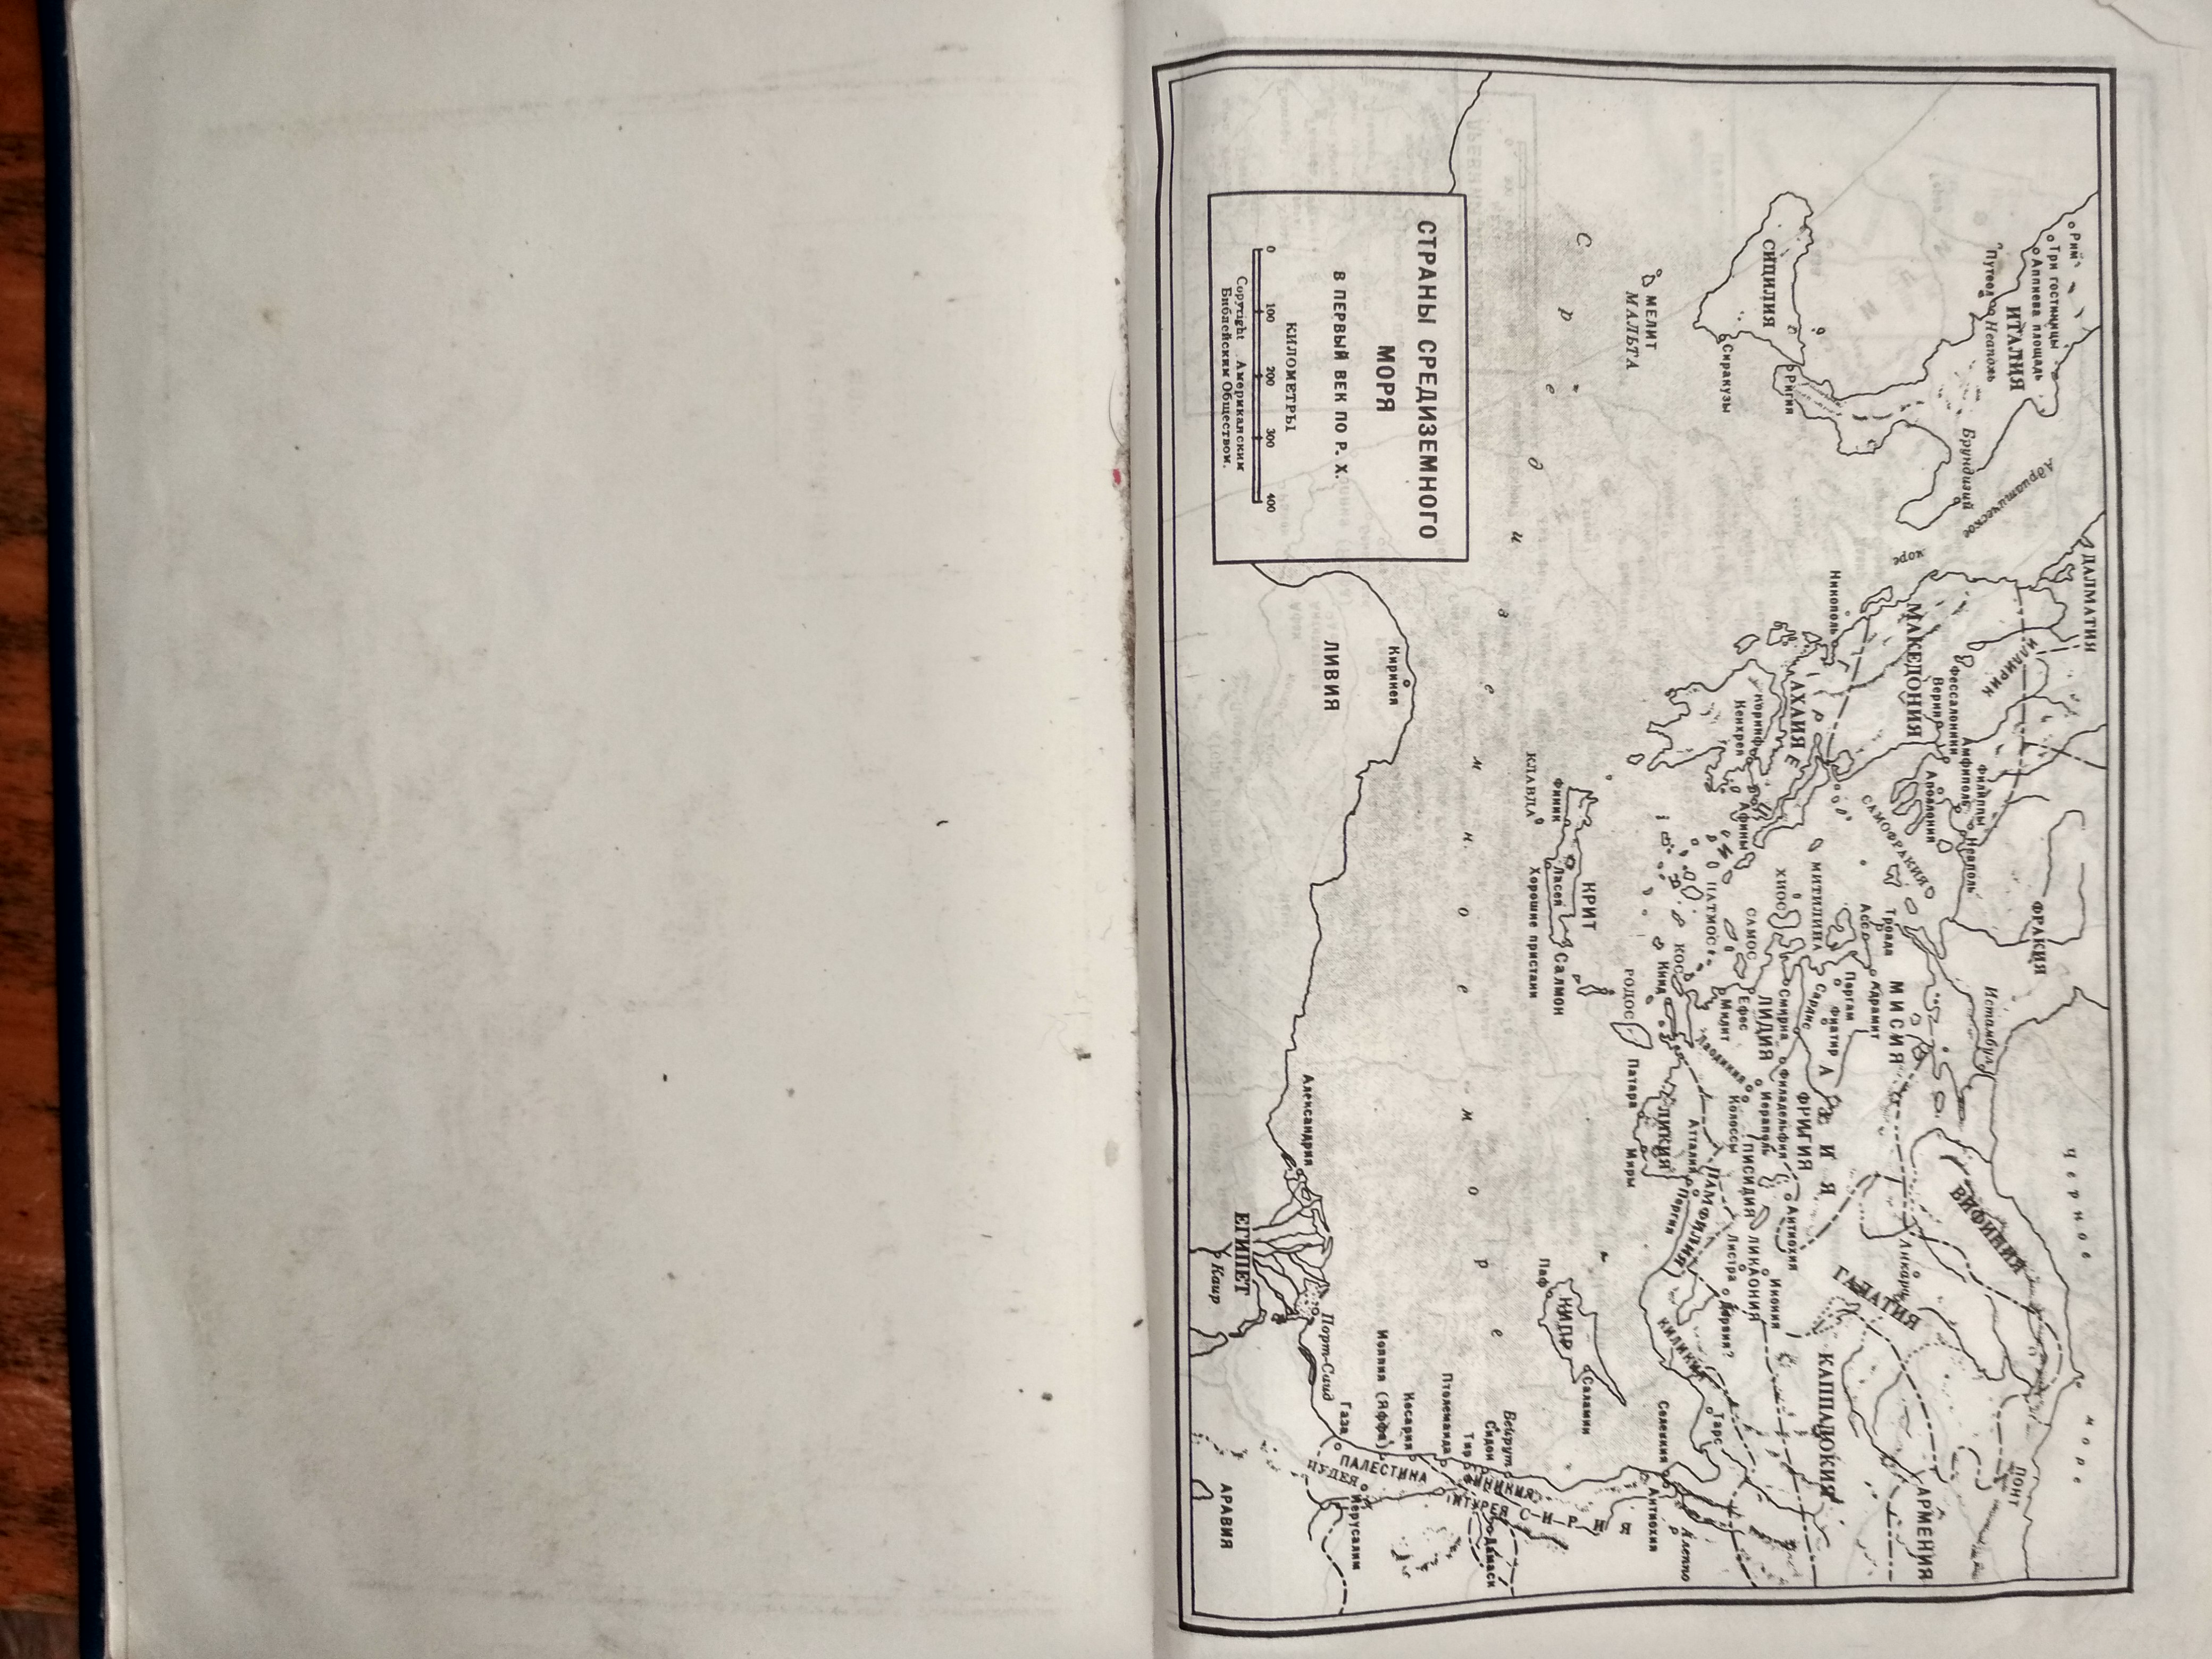 СТРАНЫ СРЕДИЗЕМНОГО
МОРЯ
В ПЕРВЫЙ ВЕК ПО Р. Х.
КИЛОМЕТРЫ
0 100 200 300 400
Copyright Американским
Библейским Обществом.
Рим
Три гостиницы
Аппиева площадь
ИТАЛИЯ
Путеол
Неаполь
Брундизий
Адриатическое
море
Ригия
СИЦИЛИЯ
Сиракузы
МЕЛИТ
МАЛЬТА
ДАЛМАТИЯ
ИЛЛИРИК
МАКЕДОНИЯ
Фессалоники
Верия
Амфиполь
Филиппы
Аполлония
Неаполь
ФРАКИЯ
САМОФРАКИЯ
Никополь
АХАИЯ
Коринф
Кенхрея
Афины
Черное
море
Истамбул
ВИФИНИЯ
ПОНТ
АРМЕНИЯ
ГАЛАТИЯ
Анкара
КАППАДОКИЯ
МИСИЯ
Троада
Асс
Адрамит
Пергам
Фиатир
Сардис
АЗИЯ
МИТИЛИНА
ХИОС
САМОС
ПАТМОС
КОС
Смирна
ЛИДИЯ
Ефес
Милит
Книд
РОДОС
ФРИГИЯ
Филадельфия
Иераполь
Колоссы
Лаодикия
Антиохия
ПИСИДИЯ
ЛИКАОНИЯ
Икония
Листра
Дервия?
ПАМФИЛИЯ
Пергия
Атталия
ЛИКИЯ
Патара
Миры
КИЛИКИЯ
Тарс
Алеппо
Антиохия
Селевкия
СИРИЯ
КИПР
Саламин
Паф
КРИТ
Салмон
Ласея
Хорошие пристани
Финик
КЛАВДА
Средиземное море
Бейрут
Сидон
Тир
ФИНИКИЯ
ИТУРЕЯ
Дамаск
Птолемаида
Кесария
Иоппия (Яффа)
ПАЛЕСТИНА
Иерусалим
ИУДЕЯ
Газа
АРАВИЯ
Порт-Саид
ЕГИПЕТ
Каир
Александрия
Киринея
ЛИВИЯ